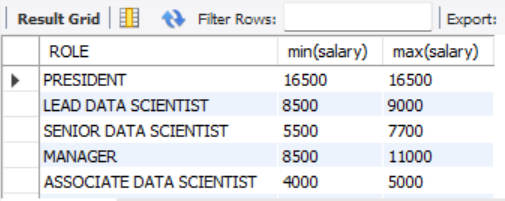 Result Grid Filter Rows: Export:
ROLE min(salary) max(salary)
PRESIDENT 16500 16500
LEAD DATA SCIENTIST 8500 9000
SENIOR DATA SCIENTIST 5500 7700
MANAGER 8500 11000
ASSOCIATE DATA SCIENTIST 4000 5000